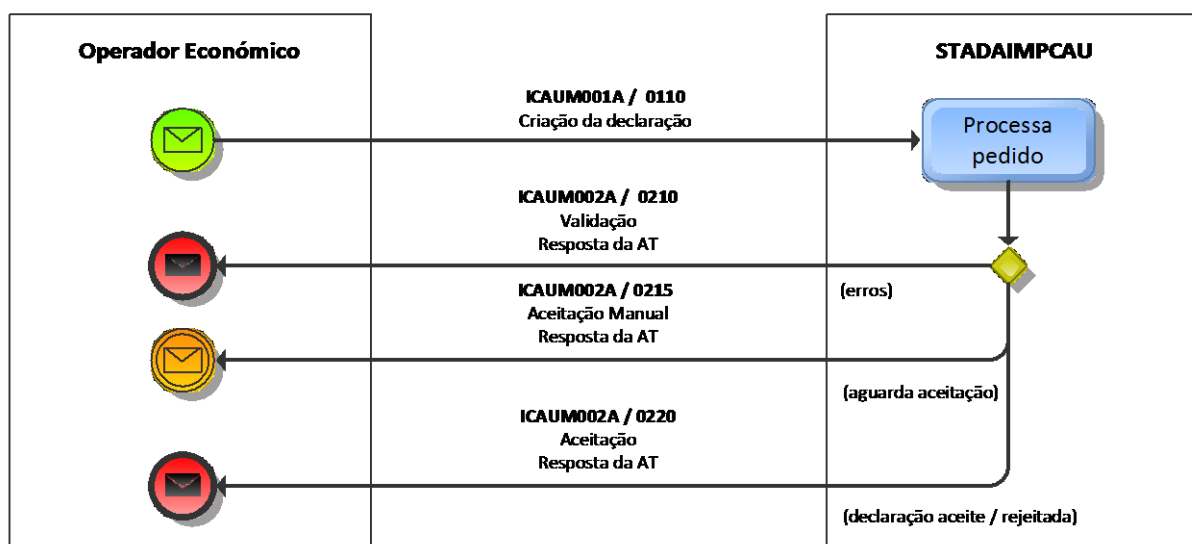 Operador Económico
STADAIMPCAU
ICAUM001A / 0110
Criação da declaração
Processa
pedido
ICAUM002A / 0210
Validação
Resposta da AT
(erros)
ICAUM002A / 0215
Aceitação Manual
Resposta da AT
(aguarda aceitação)
ICAUM002A / 0220
Aceitação
Resposta da AT
(declaração aceite / rejeitada)